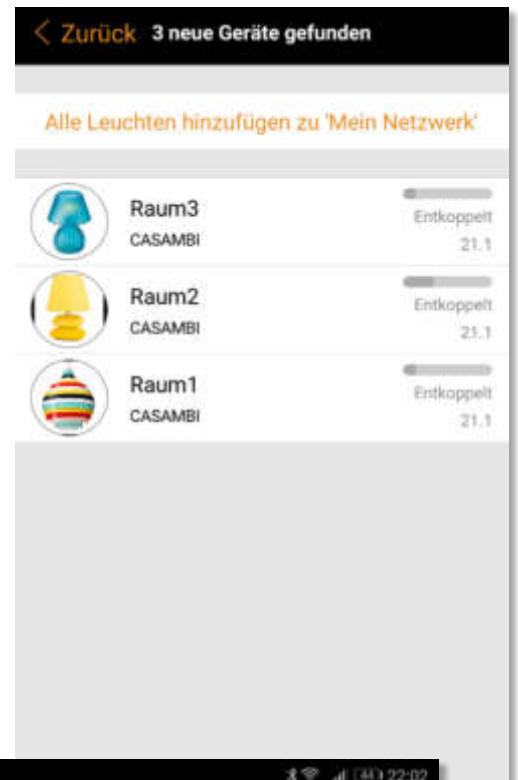 < Zurück 3 neue Geräte gefunden
Alle Leuchten hinzufügen zu 'Mein Netzwerk'
Raum3
CASAMBI
Entkoppelt
21.1
Raum2
CASAMBI
Entkoppelt
21.1
Raum1
CASAMBI
Entkoppelt
21.1
44 22:02